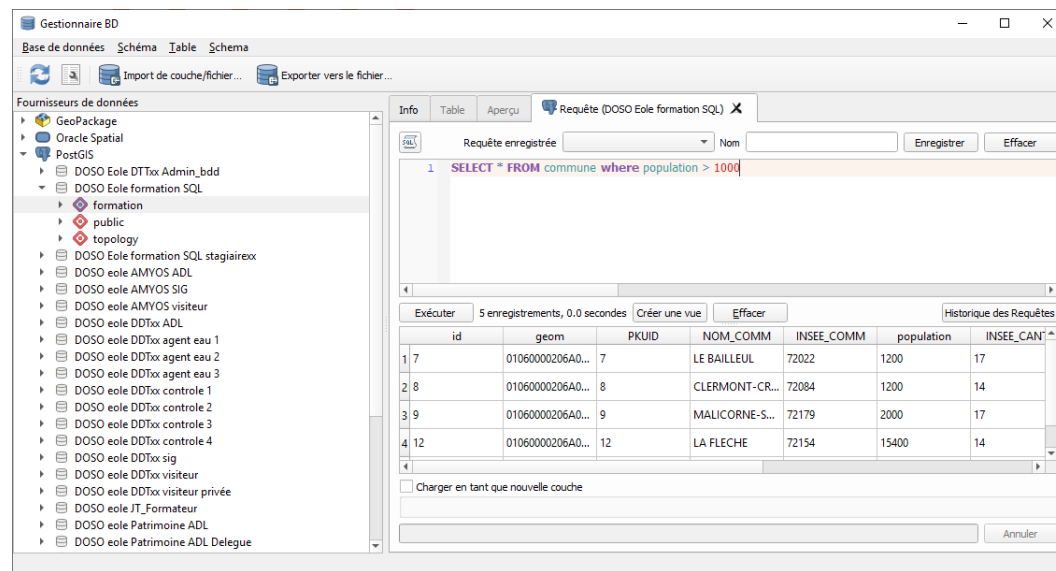 Gestionnaire BD
Base de données Schéma Table Schema
Import de couche/fichier... Exporter vers le fichier...
Fournisseurs de données
GeoPackage
Oracle Spatial
PostGIS
DOSO Eole DTTxx Admin_bdd
DOSO Eole formation SQL
formation
public
topology
DOSO Eole formation SQL stagiairexx
DOSO eole AMYOS ADL
DOSO eole AMYOS SIG
DOSO eole AMYOS visiteur
DOSO eole DDTxx ADL
DOSO eole DDTxx agent eau 1
DOSO eole DDTxx agent eau 2
DOSO eole DDTxx agent eau 3
DOSO eole DDTxx controle 1
DOSO eole DDTxx controle 2
DOSO eole DDTxx controle 3
DOSO eole DDTxx controle 4
DOSO eole DDTxx sig
DOSO eole DDTxx visiteur
DOSO eole DDTxx visiteur privée
DOSO eole JT_Formateur
DOSO eole Patrimoine ADL
DOSO eole Patrimoine ADL Delegue
Info Table Aperçu Requête (DOSO Eole formation SQL) X
SQL Requête enregistrée Nom Enregistrer Effacer
1 SELECT * FROM commune where population > 1000
Exécuter 5 enregistrements, 0.0 secondes Créer une vue Effacer Historique des Requêtes
id geom PKUID NOM_COMM INSEE_COMM population INSEE_CANT
1 7 01060000206A0... 7 LE BAILLEUL 72022 1200 17
2 8 01060000206A0... 8 CLERMONT-CR... 72084 1200 14
3 9 01060000206A0... 9 MALICORNE-S... 72179 2000 17
4 12 01060000206A0... 12 LA FLECHE 72154 15400 14
Charger en tant que nouvelle couche
Annuler